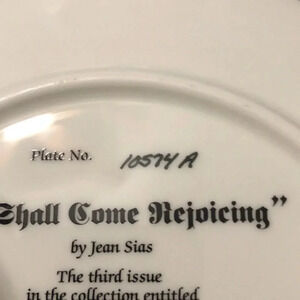 Plate No. 10574 A
Shall Come Rejoicing”
by Jean Sias
The third issue
in the collection entitled